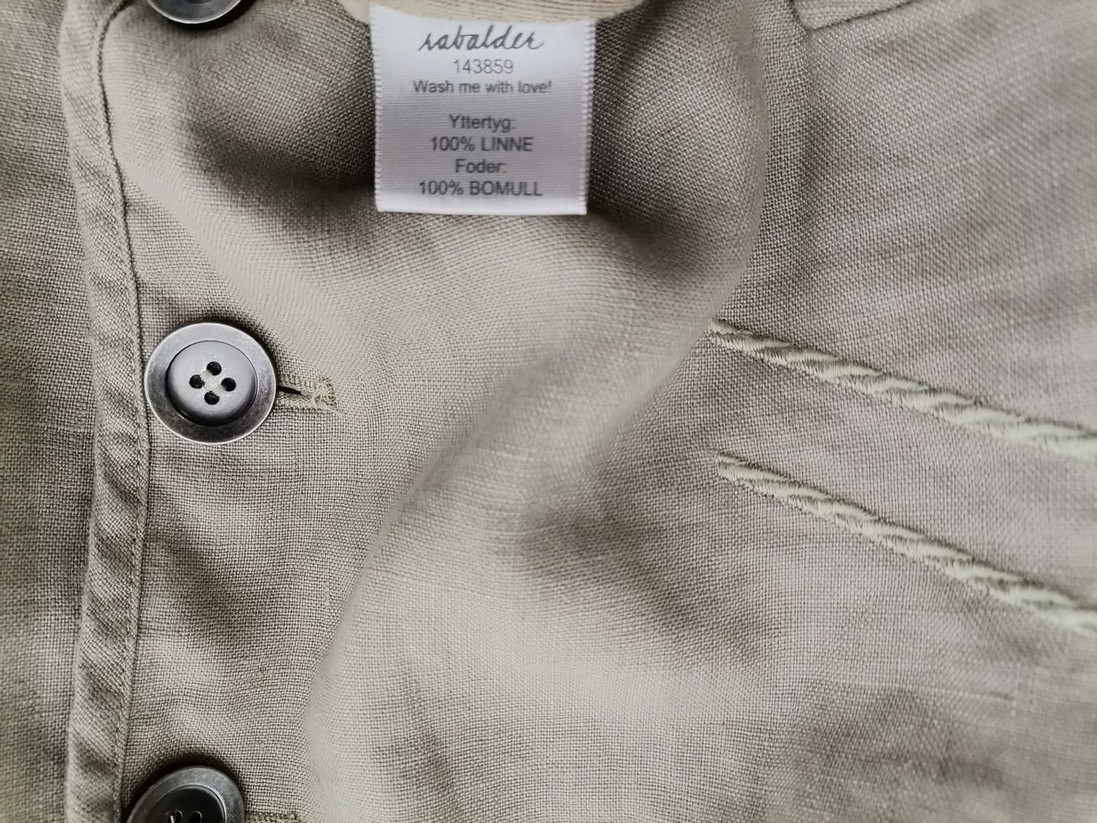 rabalder
143859
Wash me with love!
Yttertyg:
100% LINNE
Foder:
100% BOMULL